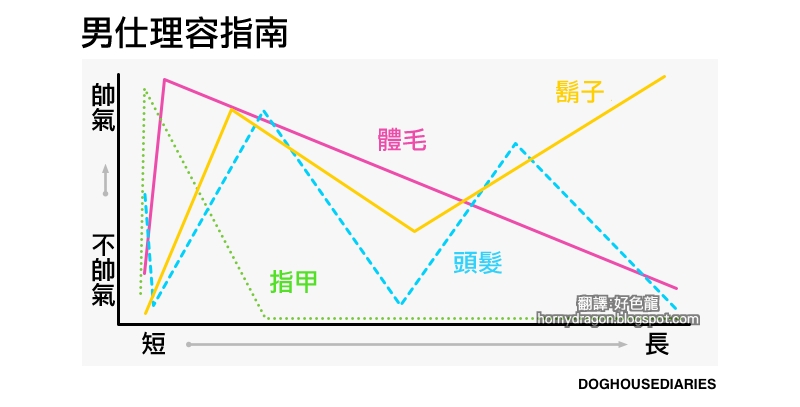 男仕理容指南
帥氣
不帥氣
鬍子
體毛
頭髮
指甲
翻譯:好色龍
hornydragon.blogspot.com
短
長
DOGHOUSEDIARIES